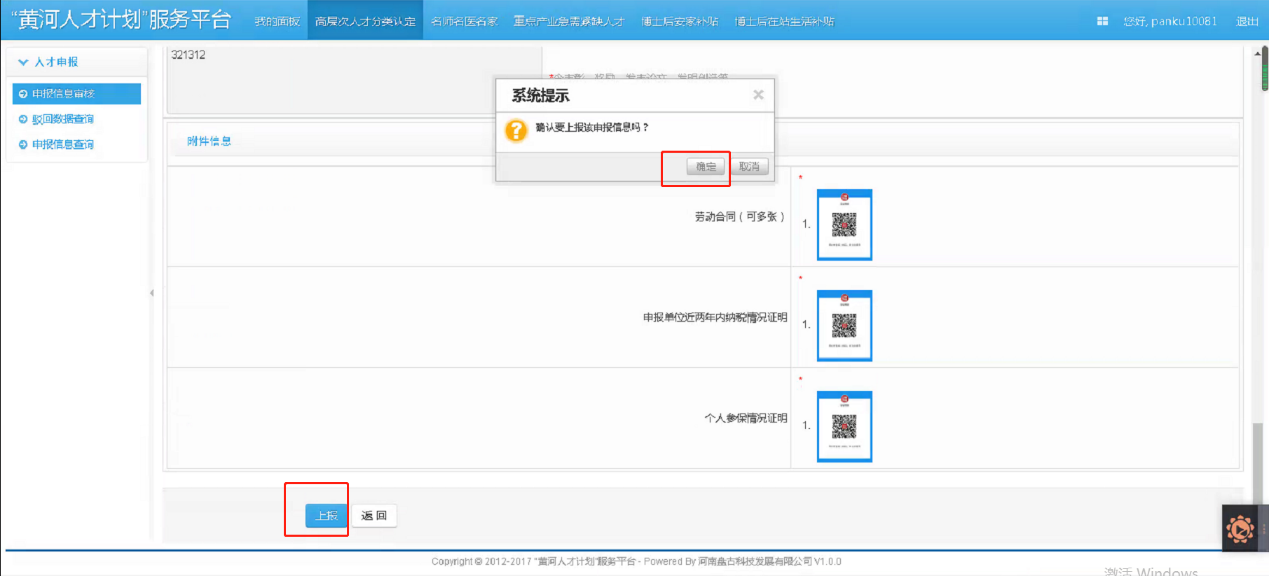 “黄河人才计划”服务平台 我的面板 高层次人才分类认定 名师名医名家 重点产业急需紧缺人才 博士后安家补贴 博士后在站生活补贴 您好, panku10081 退出
人才申报
申报信息审核
驳回数据查询
申报信息查询
321312
系统提示
确认要上报该申报信息吗？
确定 取消
附件信息
*
劳动合同（可多张） 1.
*
申报单位近两年内纳税情况证明 1.
*
个人参保情况证明 1.
上报 返回
Copyright © 2012-2017 “黄河人才计划”服务平台 - Powered By 河南盘古科技发展有限公司 V1.0.0
激活 Windows